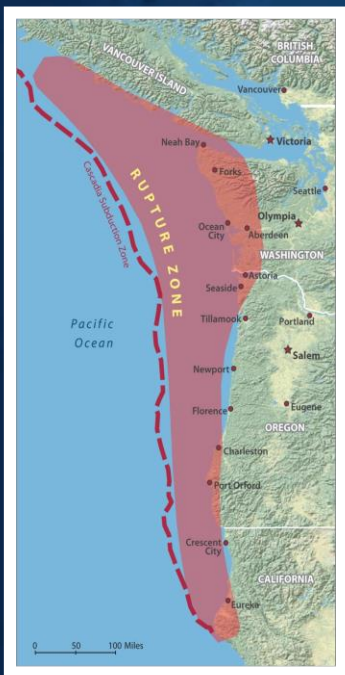 VANCOUVER ISLAND
BRITISH
COLUMBIA
Vancouver
Victoria
Neah Bay
Forks
Seattle
Cascadia Subduction Zone
RUPTURE ZONE
Olympia
Ocean
City
Aberdeen
WASHINGTON
Astoria
Seaside
Tillamook
Portland
Pacific
Ocean
Salem
Newport
Florence
Eugene
OREGON
Charleston
Port Orford
Crescent
City
CALIFORNIA
Eureka
0 50 100 Miles